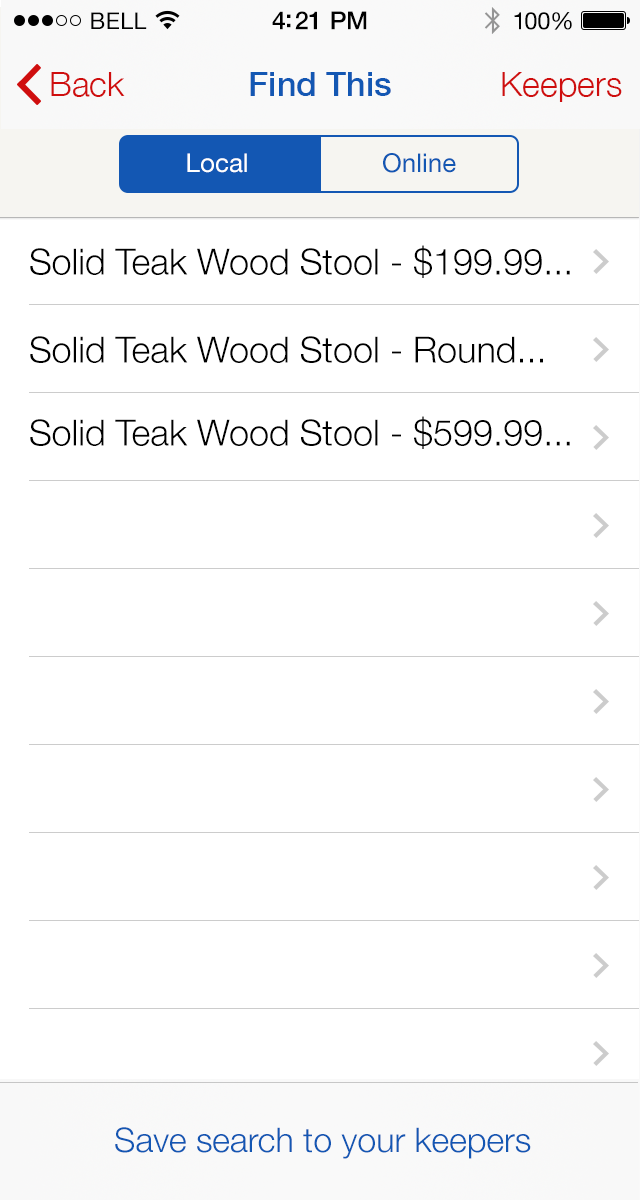 BELL 4:21 PM 100%
Back Find This Keepers
Local Online
Solid Teak Wood Stool - $199.99...
Solid Teak Wood Stool - Round...
Solid Teak Wood Stool - $599.99...
Save search to your keepers